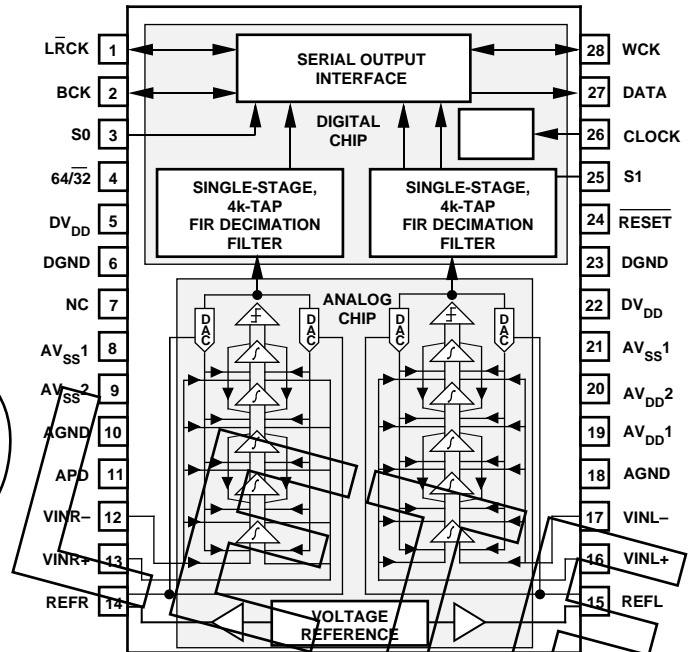 L̅RCK 1
BCK 2
S0 3
64/3̅2̅ 4
DVDD 5
DGND 6
NC 7
AVSS1 8
AVSS2 9
AGND 10
APD 11
VINR– 12
VINR+ 13
REFR 14
SERIAL OUTPUT
INTERFACE
DIGITAL
CHIP
SINGLE-STAGE,
4k-TAP
FIR DECIMATION
FILTER
SINGLE-STAGE,
4k-TAP
FIR DECIMATION
FILTER
ANALOG
CHIP
DAC
DAC
DAC
DAC
VOLTAGE
REFERENCE
28 WCK
27 DATA
26 CLOCK
25 S1
24 R̅E̅S̅E̅T̅
23 DGND
22 DVDD
21 AVSS1
20 AVDD2
19 AVDD1
18 AGND
17 VINL–
16 VINL+
15 REFL